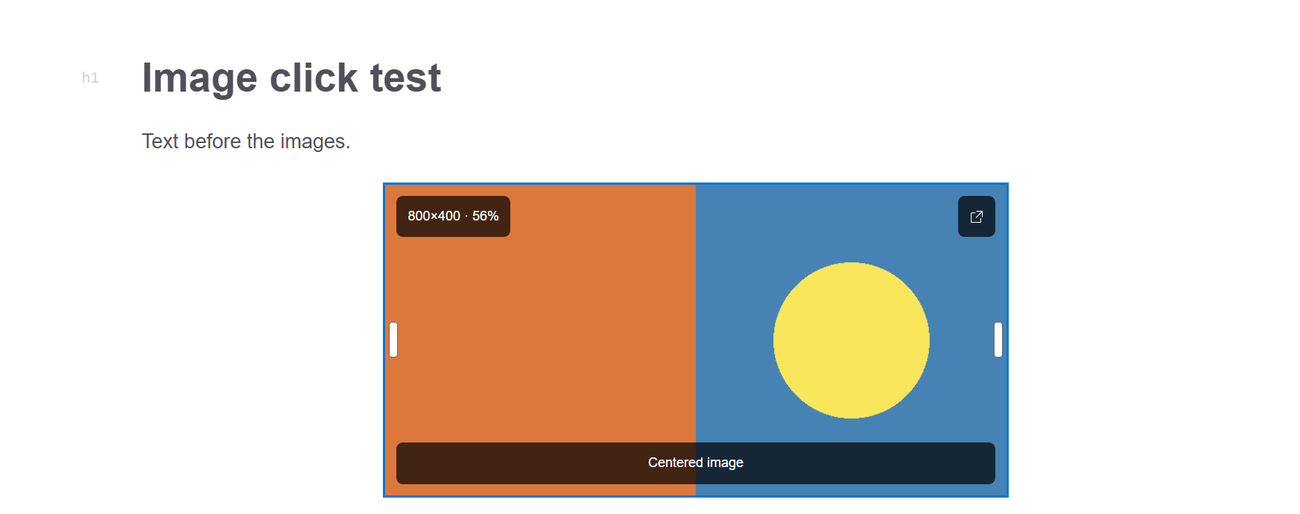 h1
Image click test
Text before the images.
800×400 · 56%
Centered image